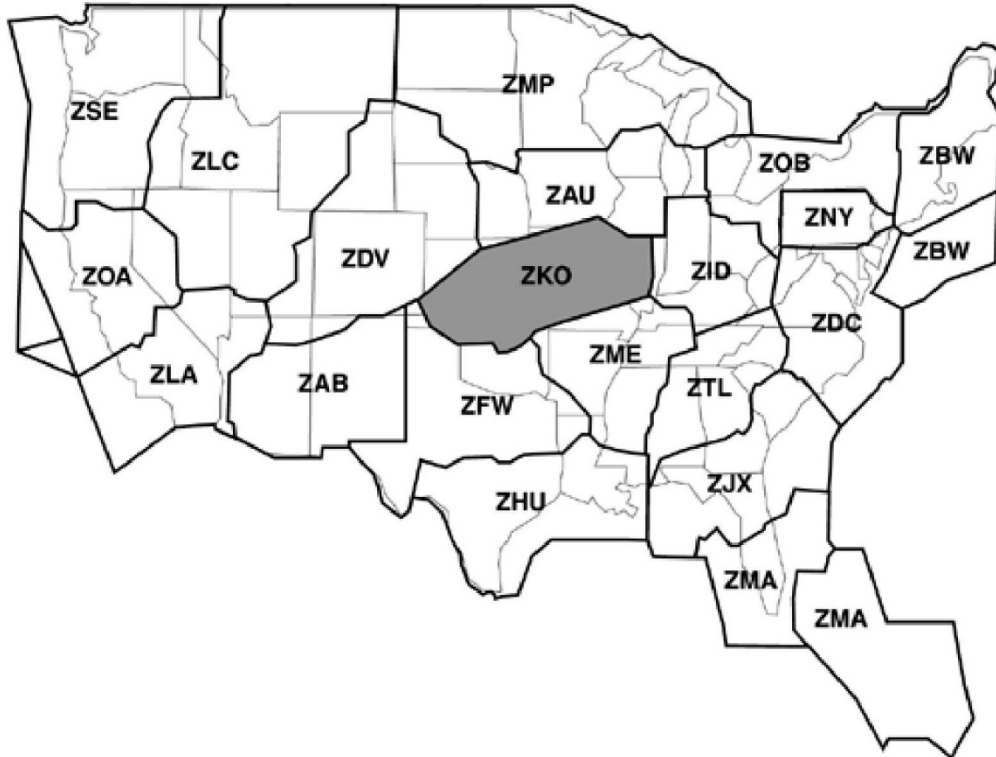 ZMP
ZSE
ZLC
ZOB
ZBW
ZAU
ZNY
ZDV
ZKO
ZID
ZBW
ZOA
ZDC
ZME
ZLA
ZAB
ZTL
ZFW
ZJX
ZHU
ZMA
ZMA